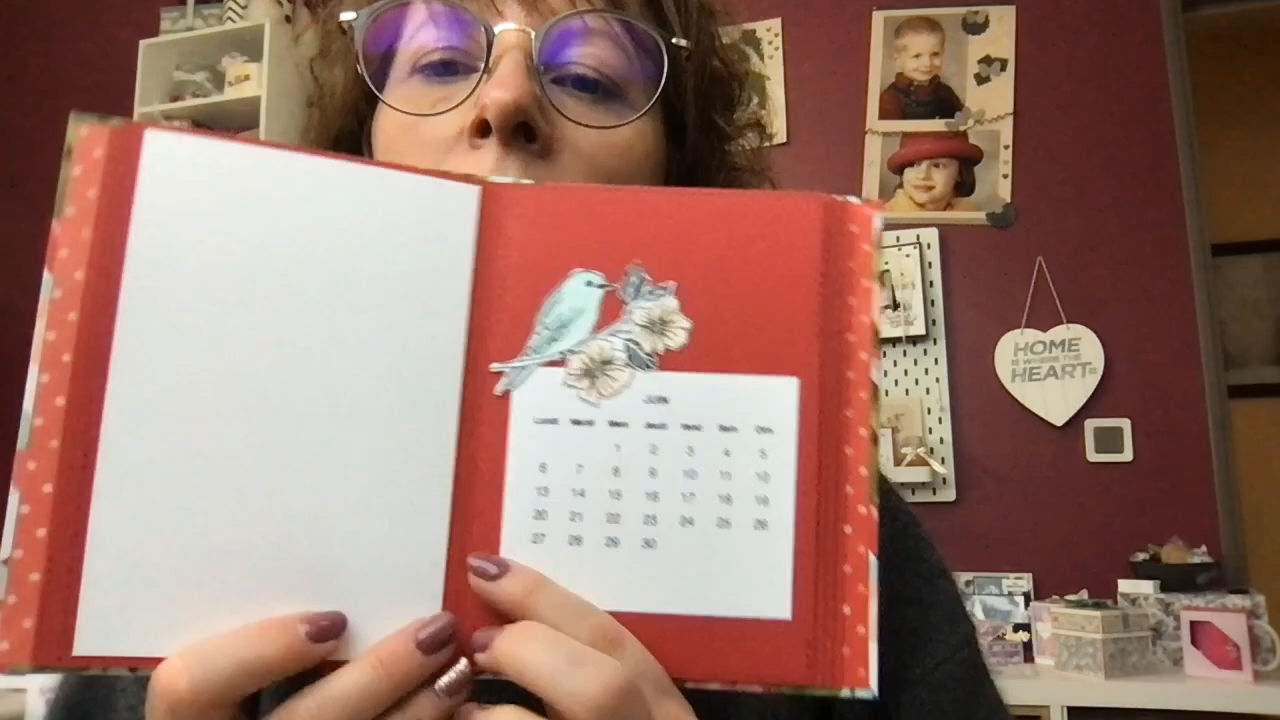 JUIN
Lundi Mardi Merc Jeudi Vend Sam Dim
1 2 3 4 5
6 7 8 9 10 11 12
13 14 15 16 17 18 19
20 21 22 23 24 25 26
27 28 29 30
HOME
IS WHERE THE
HEART IS